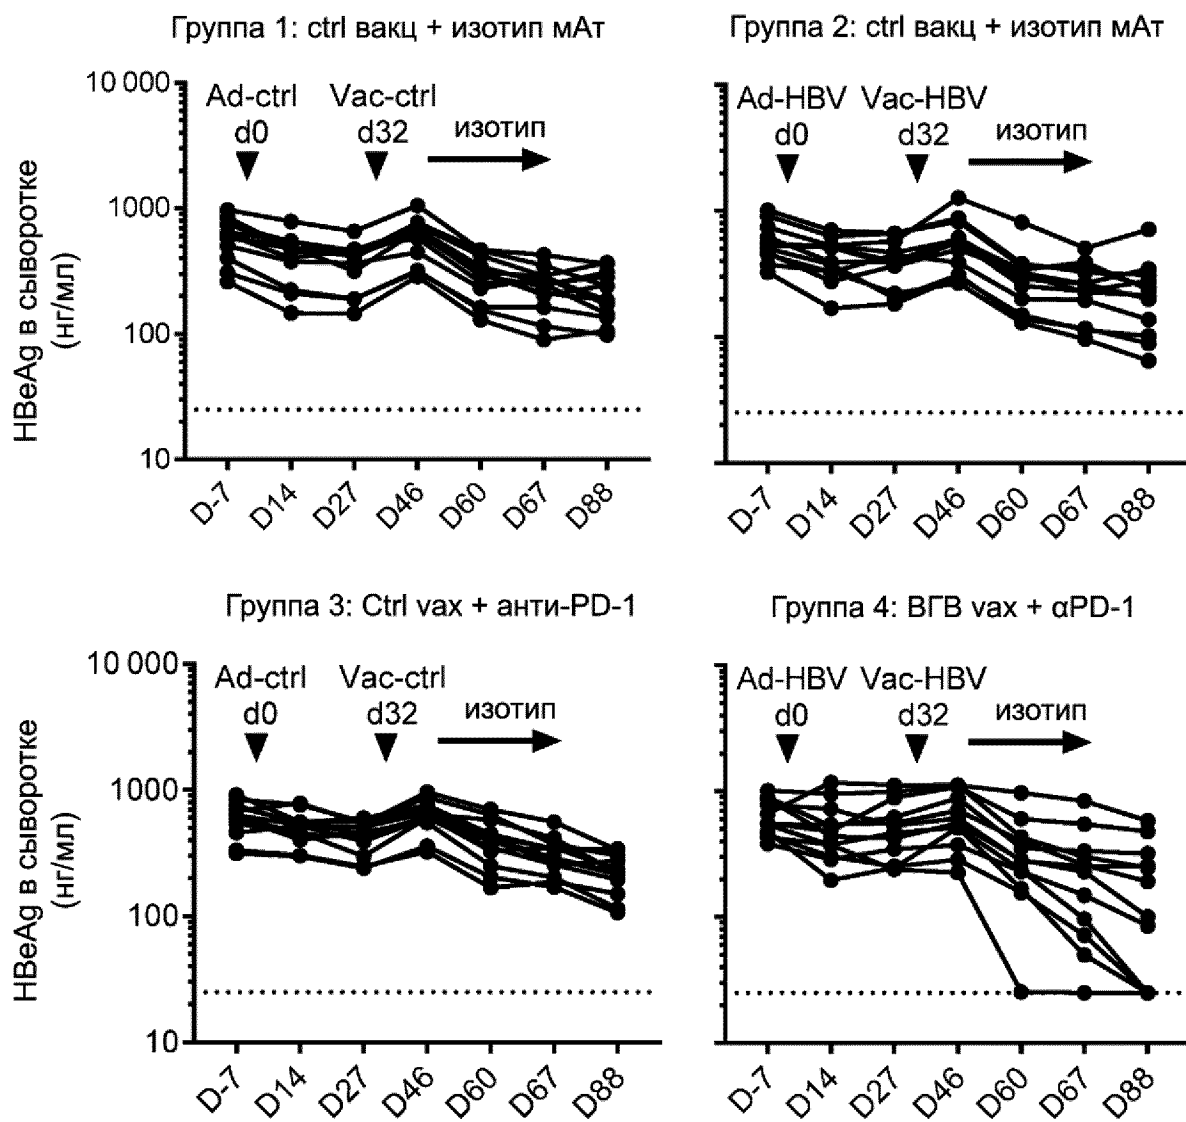 Группа 1: ctrl вакц + изотип мАт
Группа 2: ctrl вакц + изотип мАт
HBeAg в сыворотке
(нг/мл)
10 000
1000
100
10
Ad-ctrl
d0
Vac-ctrl
d32
изотип
D-7
D14
D27
D46
D60
D67
D88
Ad-HBV
d0
Vac-HBV
d32
изотип
D-7
D14
D27
D46
D60
D67
D88
Группа 3: Ctrl vax + анти-PD-1
Группа 4: ВГВ vax + αPD-1
HBeAg в сыворотке
(нг/мл)
10 000
1000
100
10
Ad-ctrl
d0
Vac-ctrl
d32
изотип
D-7
D14
D27
D46
D60
D67
D88
Ad-HBV
d0
Vac-HBV
d32
изотип
D-7
D14
D27
D46
D60
D67
D88